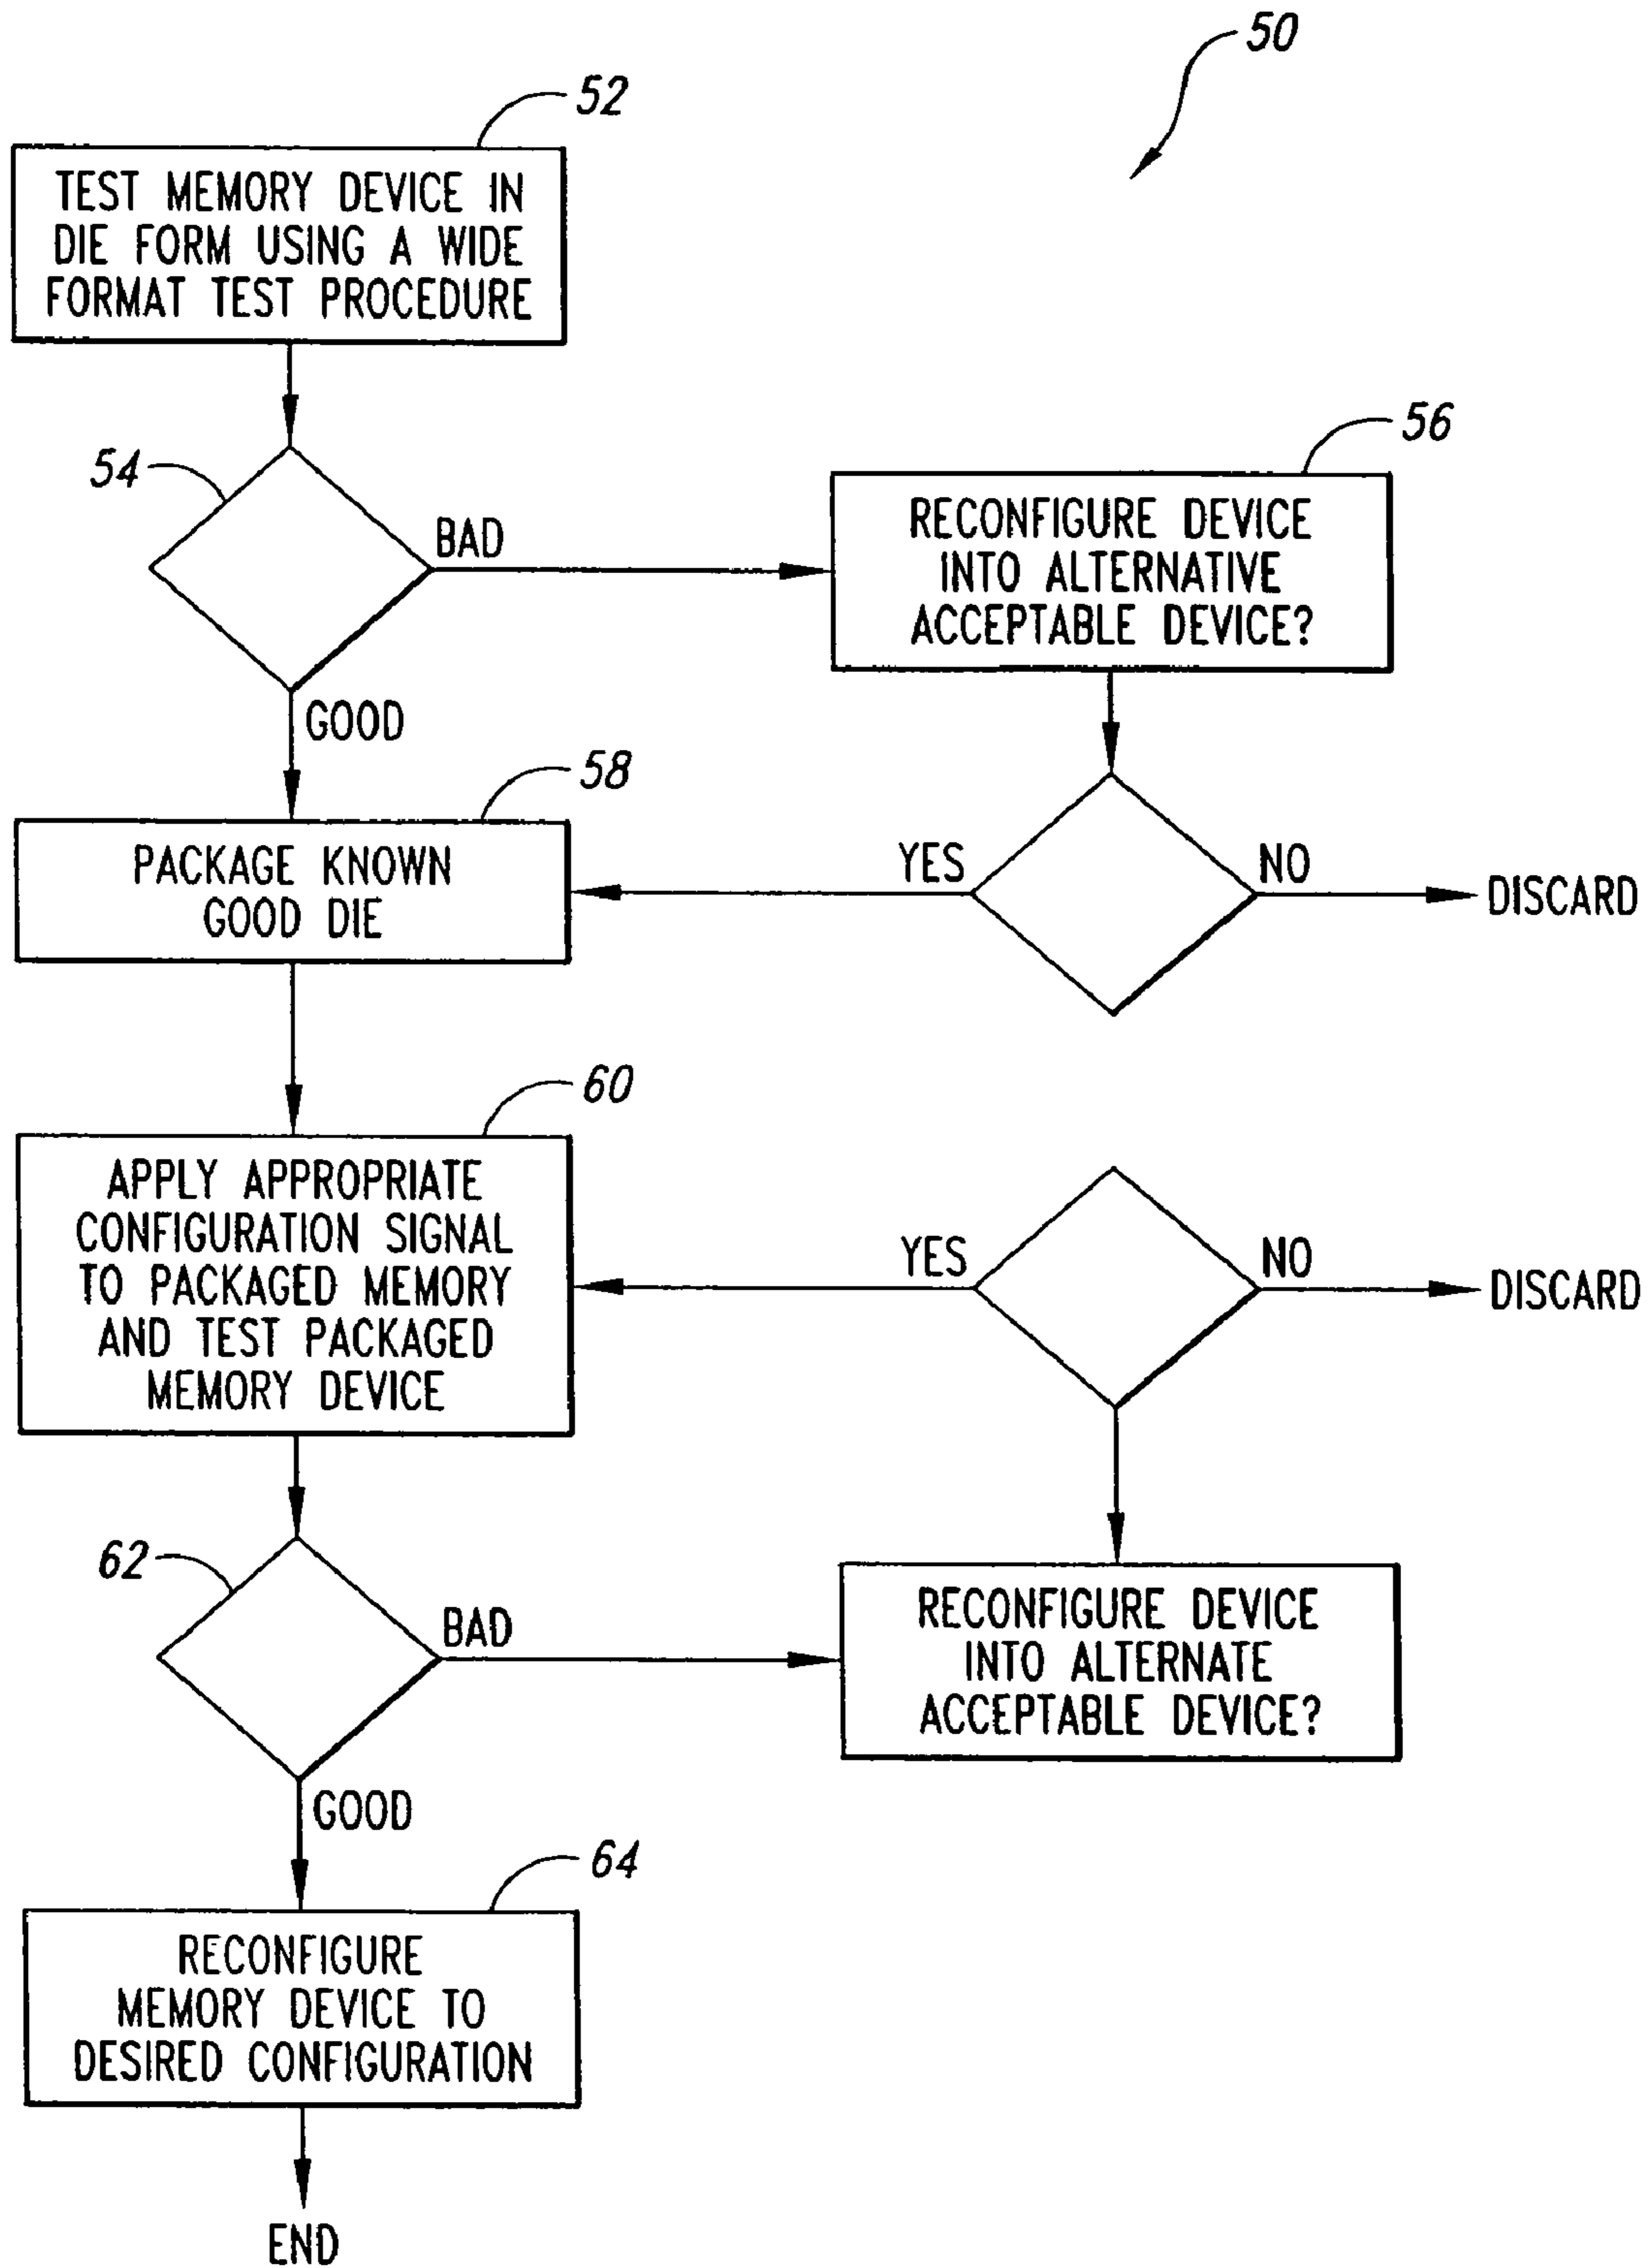 50
52
TEST MEMORY DEVICE IN
DIE FORM USING A WIDE
FORMAT TEST PROCEDURE
54
BAD
56
RECONFIGURE DEVICE
INTO ALTERNATIVE
ACCEPTABLE DEVICE?
GOOD
58
PACKAGE KNOWN
GOOD DIE
YES
NO
DISCARD
60
APPLY APPROPRIATE
CONFIGURATION SIGNAL
TO PACKAGED MEMORY
AND TEST PACKAGED
MEMORY DEVICE
YES
NO
DISCARD
62
BAD
RECONFIGURE DEVICE
INTO ALTERNATE
ACCEPTABLE DEVICE?
GOOD
64
RECONFIGURE
MEMORY DEVICE TO
DESIRED CONFIGURATION
END